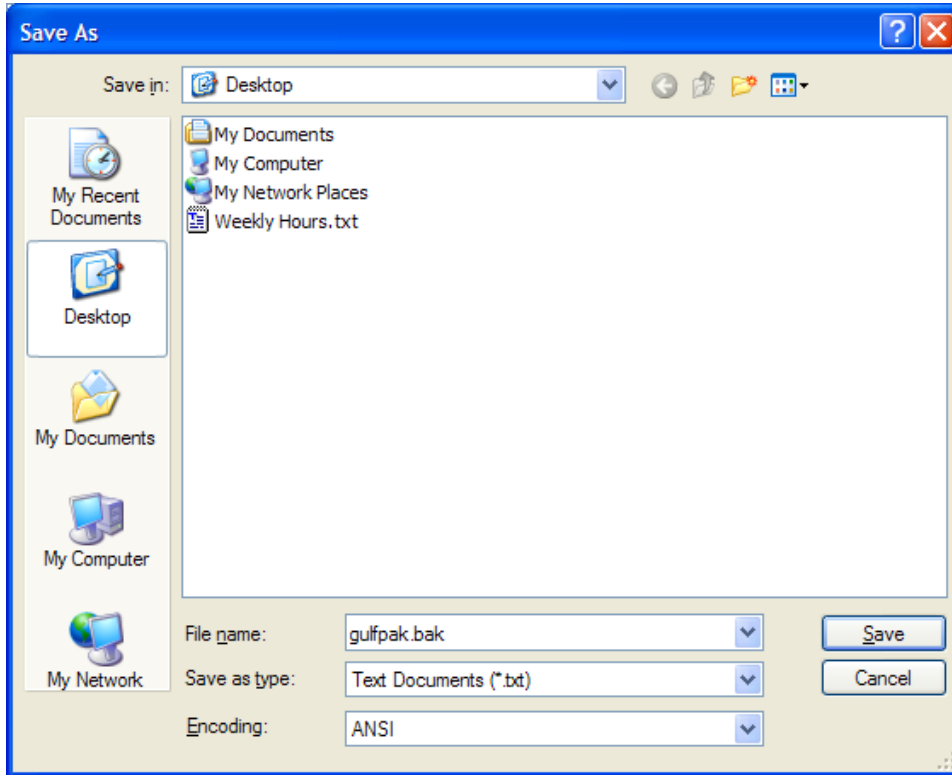 Save As
Save in: Desktop
My Recent
Documents
Desktop
My Documents
My Computer
My Network
My Documents
My Computer
My Network Places
Weekly Hours.txt
File name: gulfpak.bak Save
Save as type: Text Documents (*.txt) Cancel
Encoding: ANSI